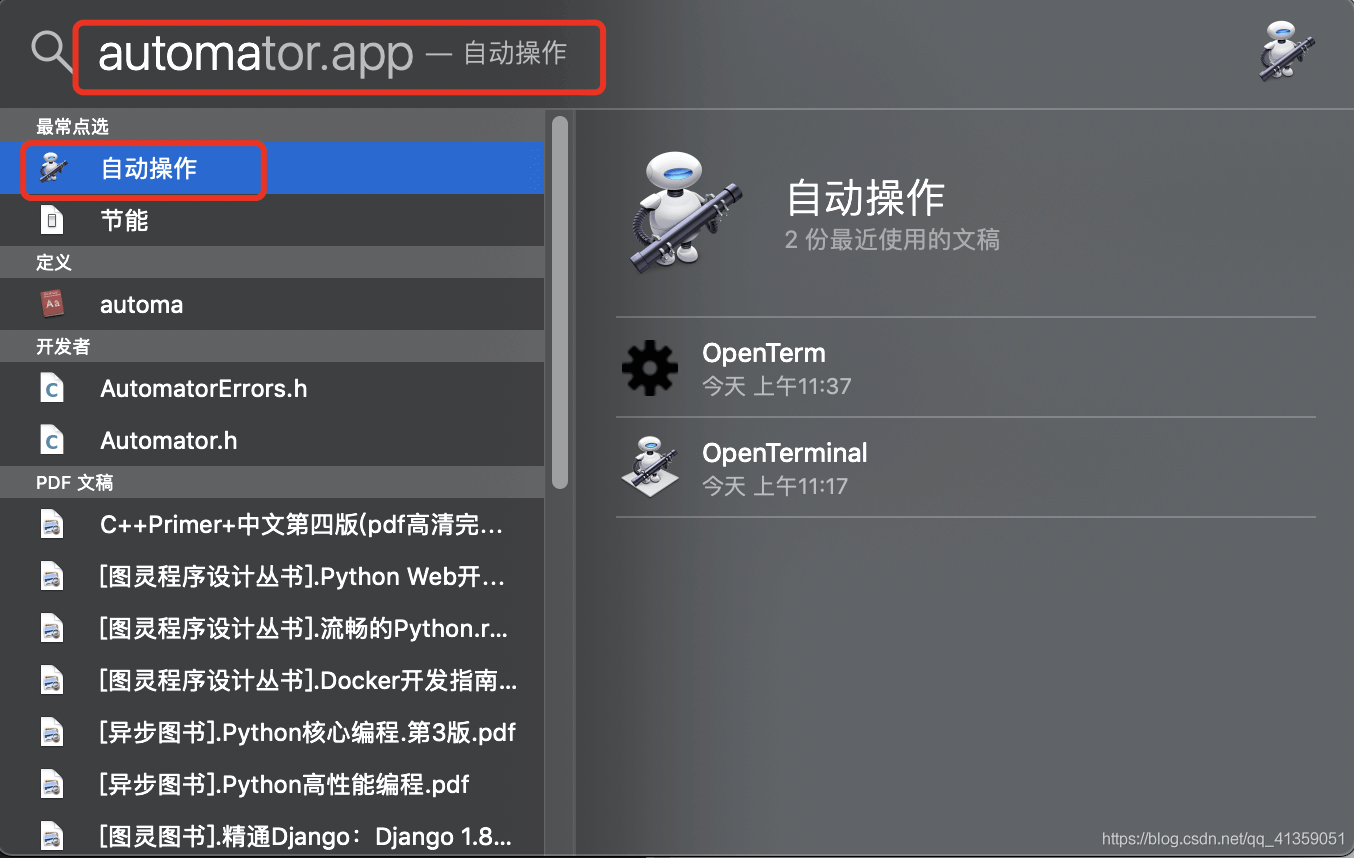 automator.app — 自动操作
最常点选
自动操作
节能
定义
automa
开发者
AutomatorErrors.h
Automator.h
PDF 文稿
C++Primer+中文第四版(pdf高清完...
[图灵程序设计丛书].Python Web开...
[图灵程序设计丛书].流畅的Python.r...
[图灵程序设计丛书].Docker开发指南...
[异步图书].Python核心编程.第3版.pdf
[异步图书].Python高性能编程.pdf
[图灵图书].精通Django：Django 1.8...
自动操作
2 份最近使用的文稿
OpenTerm
今天 上午11:37
OpenTerminal
今天 上午11:17
https://blog.csdn.net/qq_41359051